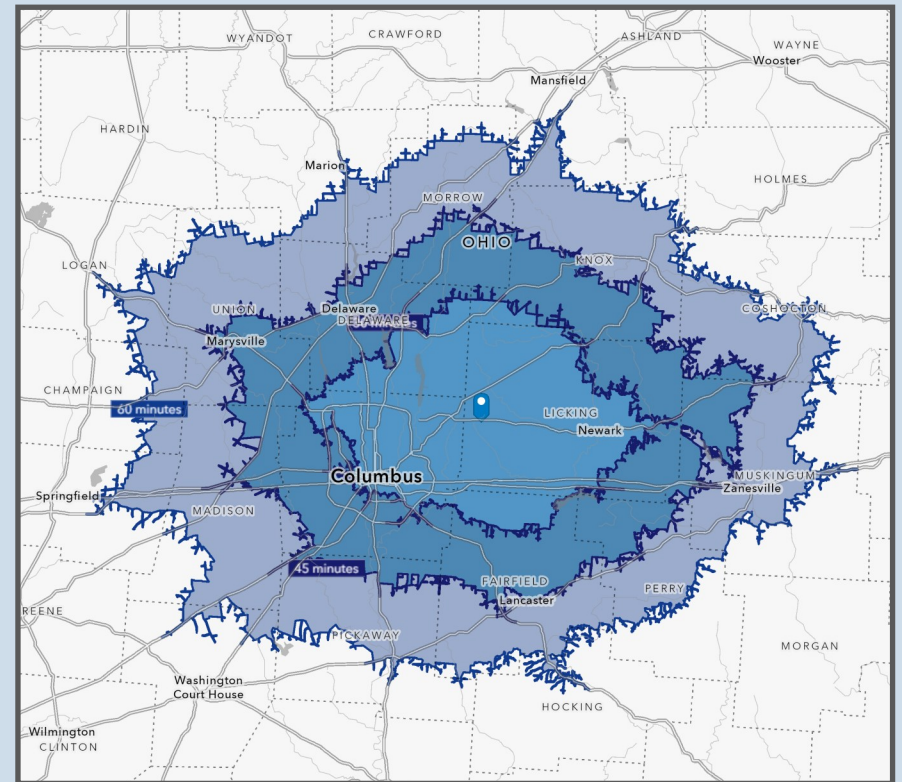 WYANDOT
CRAWFORD
ASHLAND
WAYNE
Wooster
Mansfield
HARDIN
Marion
HOLMES
MORROW
OHIO
KNOX
LOGAN
UNION
Delaware
DELAWARE
COSHOCTON
Marysville
CHAMPAIGN
60 minutes
LICKING
Newark
Columbus
MUSKINGUM
Zanesville
Springfield
MADISON
45 minutes
FAIRFIELD
Lancaster
PERRY
REENE
PICKAWAY
MORGAN
Washington
Court House
HOCKING
Wilmington
CLINTON